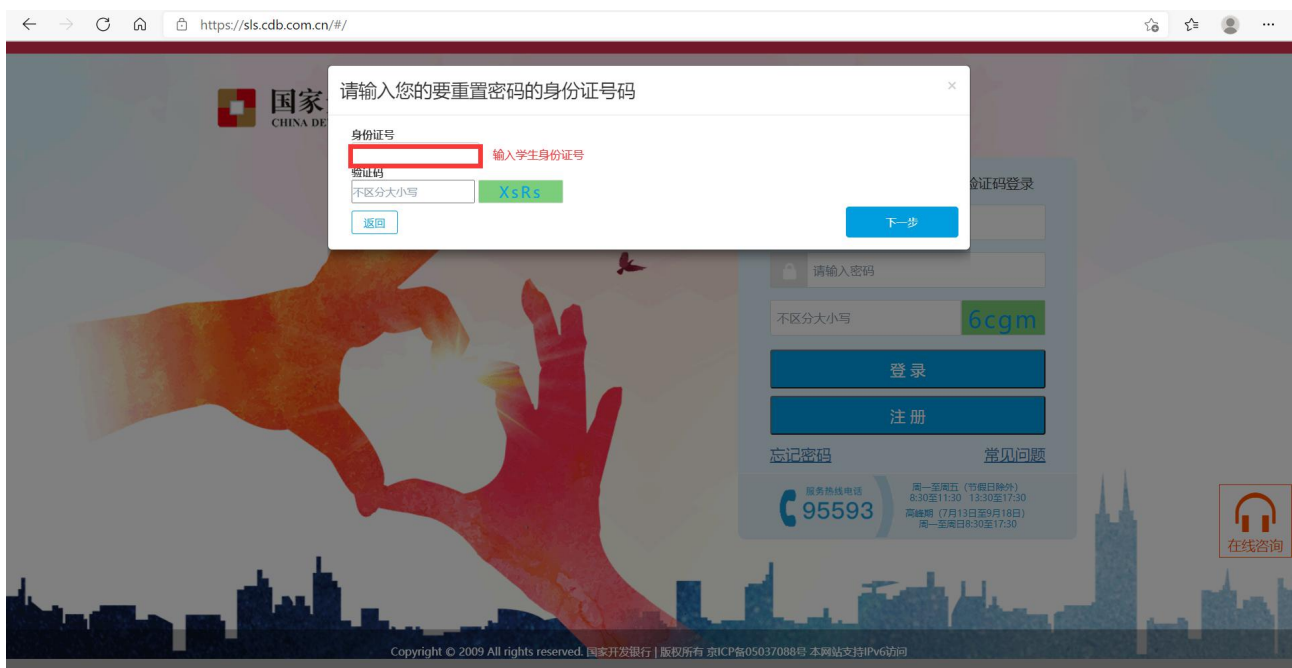 https://sls.cdb.com.cn/#/
请输入您的要重置密码的身份证号码
×
国家
CHINA DE
身份证号
输入学生身份证号
验证码
不区分大小写
XsRs
返回
下一步
验证码登录
请输入密码
不区分大小写
6cgm
登录
注册
忘记密码
常见问题
服务热线电话
95593
周一至周五（节假日除外）
8:30至11:30 13:30至17:30
高峰期（7月13日至9月18日）
周一至周日8:30至17:30
在线咨询
Copyright © 2009 All rights reserved. 国家开发银行 | 版权所有 京ICP备05037088号 本网站支持IPv6访问